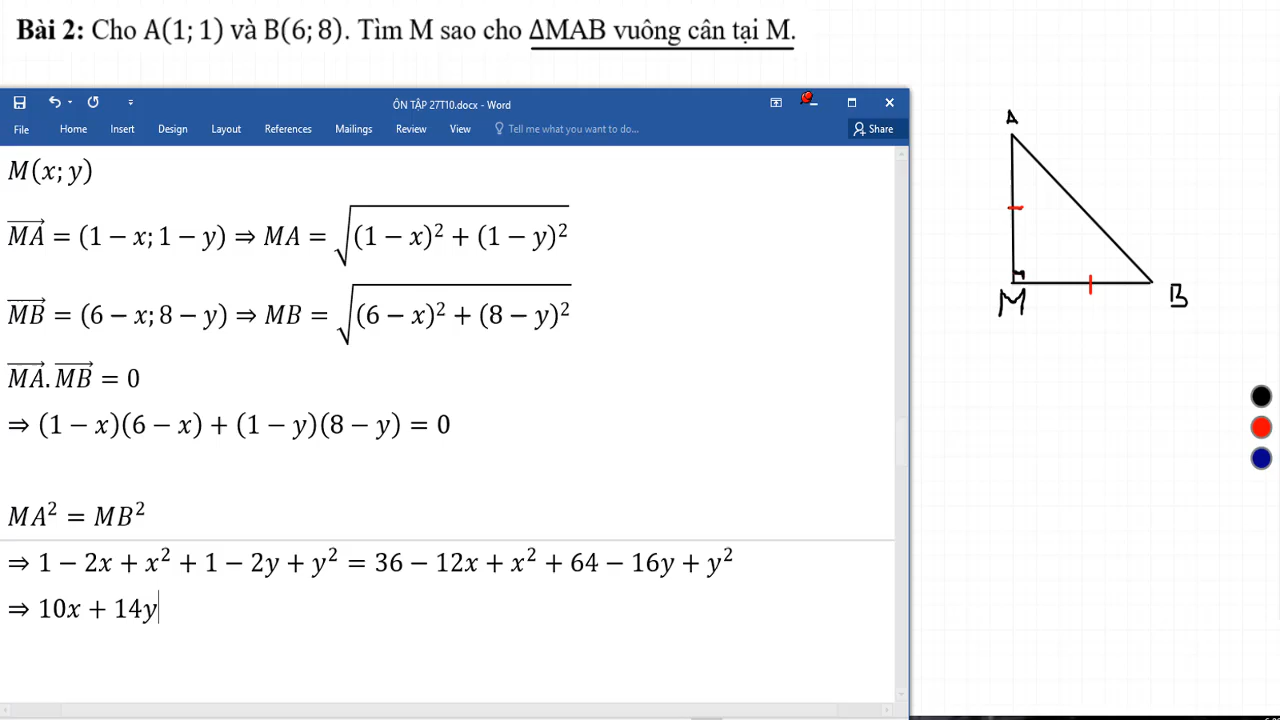 Bài 2: Cho A(1; 1) và B(6; 8). Tìm M sao cho ΔMAB vuông cân tại M.
ÔN TẬP 27T10.docx - Word
File Home Insert Design Layout References Mailings Review View Tell me what you want to do... Share
M(x; y)
\overrightarrow{MA} = (1 − x; 1 − y) ⇒ MA = √((1 − x)² + (1 − y)²)
\overrightarrow{MB} = (6 − x; 8 − y) ⇒ MB = √((6 − x)² + (8 − y)²)
\overrightarrow{MA}.\overrightarrow{MB} = 0
⇒ (1 − x)(6 − x) + (1 − y)(8 − y) = 0
MA² = MB²
⇒ 1 − 2x + x² + 1 − 2y + y² = 36 − 12x + x² + 64 − 16y + y²
⇒ 10x + 14y
A
M
B